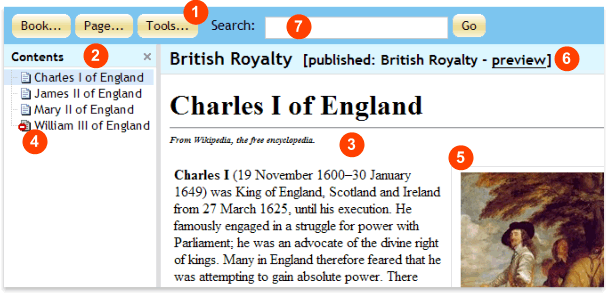 Book... Page... Tools... 1 Search: 7 Go
Contents 2 ×
Charles I of England
James II of England
Mary II of England
William III of England
4
British Royalty [published: British Royalty - preview] 6
Charles I of England
From Wikipedia, the free encyclopedia.
3
5
Charles I (19 November 1600–30 January
1649) was King of England, Scotland and Ireland
from 27 March 1625, until his execution. He
famously engaged in a struggle for power with
Parliament; he was an advocate of the divine right
of kings. Many in England therefore feared that he
was attempting to gain absolute power. There